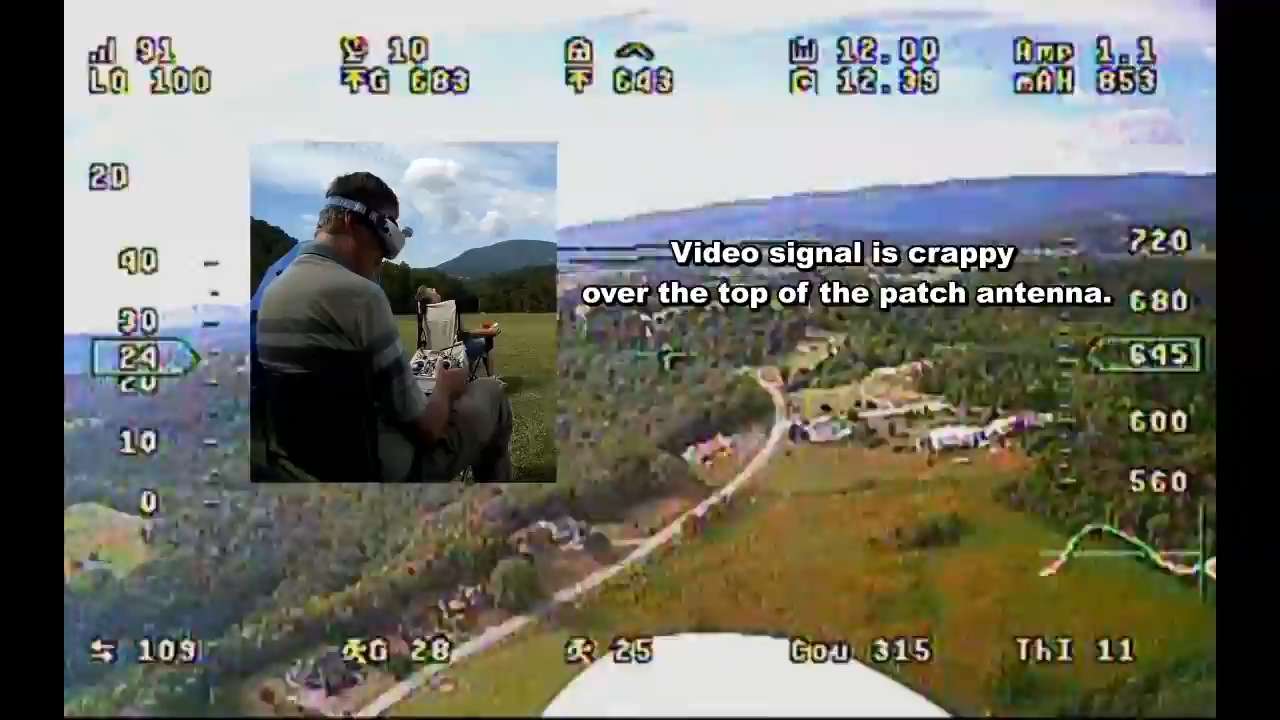 91
LQ 100
10
G 683
643
12.00
12.39
Amp 1.1
mAH 853
20
40
30
24
20
10
0
Video signal is crappy
over the top of the patch antenna.
720
680
645
600
560
109
G 28
25
Cou 315
ThI 11